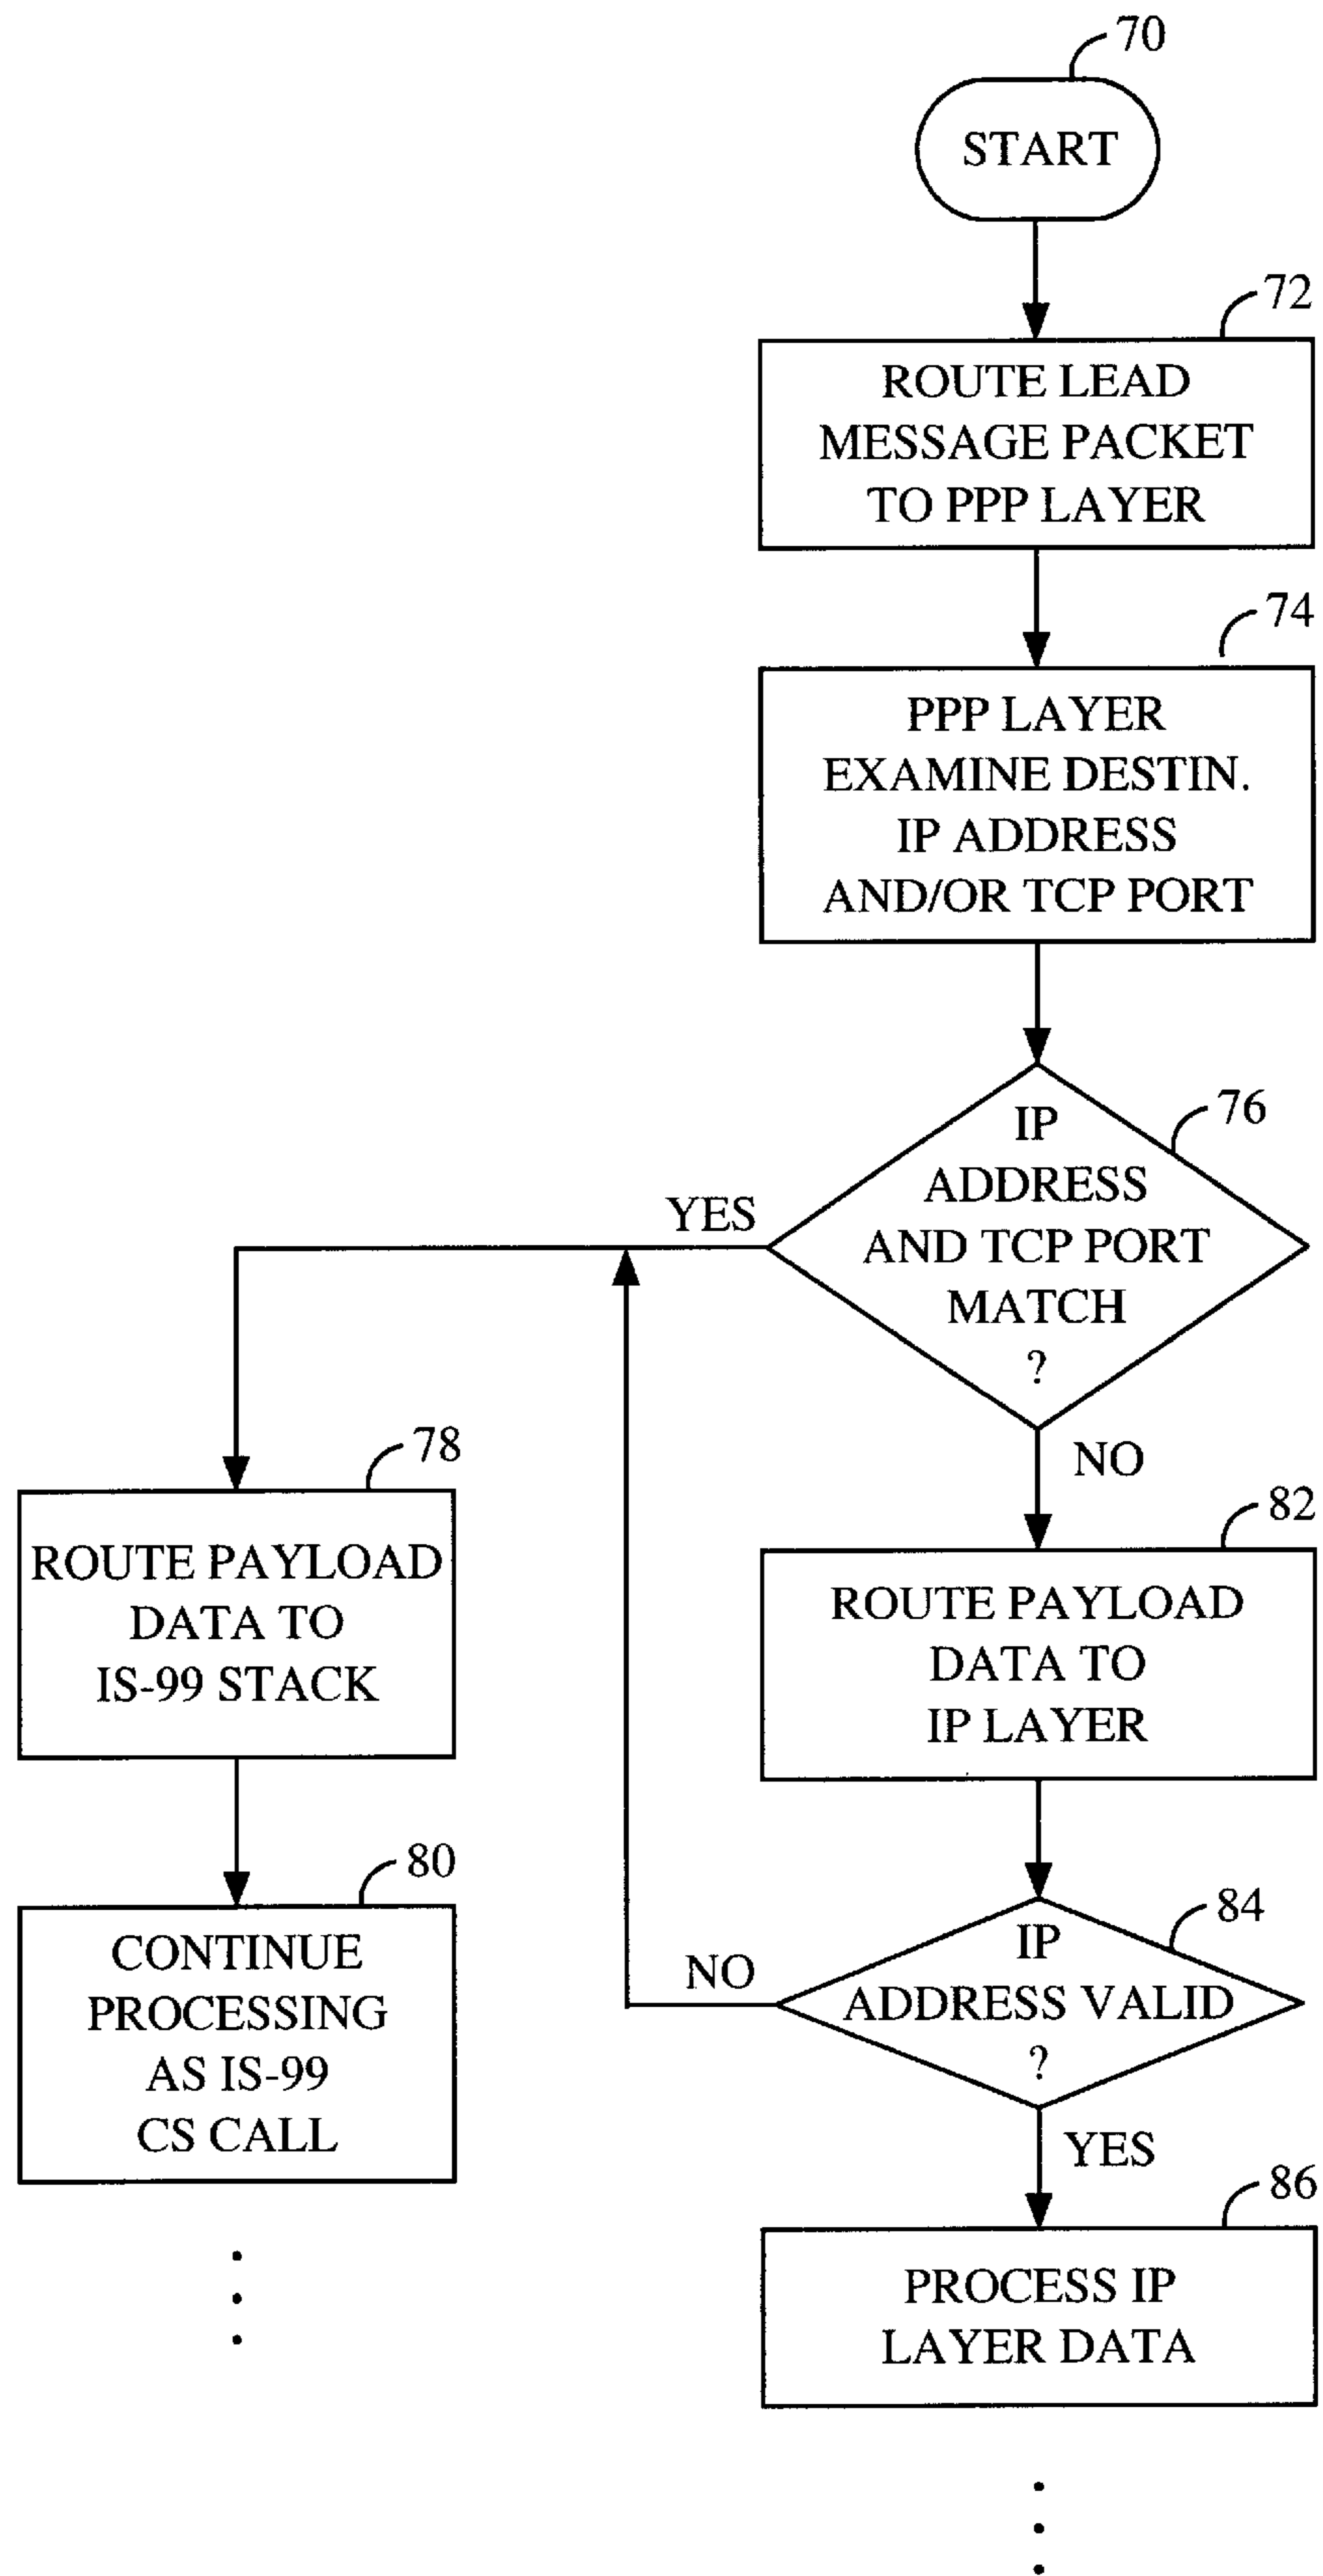 70
START
72
ROUTE LEAD
MESSAGE PACKET
TO PPP LAYER
74
PPP LAYER
EXAMINE DESTIN.
IP ADDRESS
AND/OR TCP PORT
76
IP
ADDRESS
AND TCP PORT
MATCH
?
YES
NO
78
ROUTE PAYLOAD
DATA TO
IS-99 STACK
82
ROUTE PAYLOAD
DATA TO
IP LAYER
80
CONTINUE
PROCESSING
AS IS-99
CS CALL
84
IP
ADDRESS VALID
?
NO
YES
86
PROCESS IP
LAYER DATA